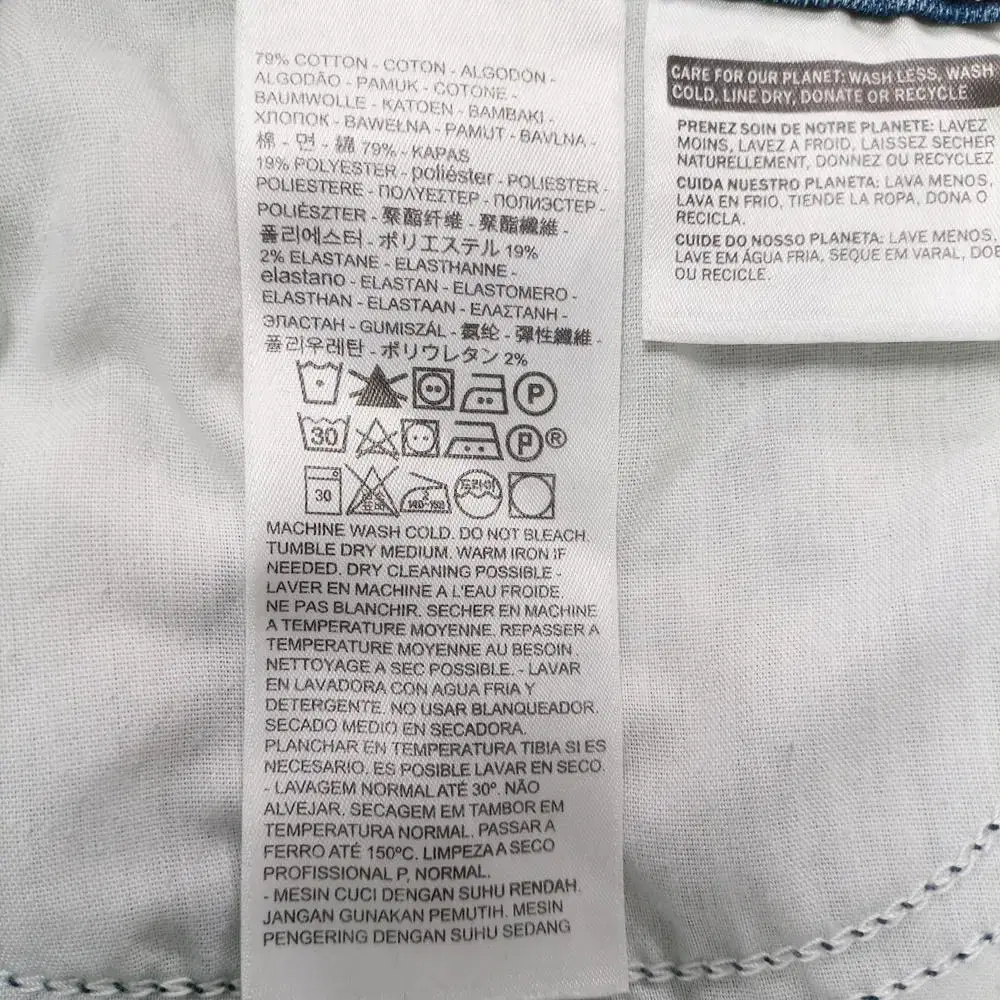 79% COTTON - COTON - ALGODÓN -
ALGODÃO - PAMUK - COTONE -
BAUMWOLLE - KATOEN - BAMBAKI -
ХЛОПОК - BAWEŁNA - PAMUT - BAVLNA -
棉 - 면 - 綿 79% - KAPAS
19% POLYESTER - poliéster - POLIESTER -
POLIESTERE - ΠΟΛΥΕΣΤΕΡ - ПОЛИЭСТЕР -
POLIÉSZTER - 聚酯纤维 - 聚酯纖維 -
폴리에스터 - ポリエステル 19%
2% ELASTANE - ELASTHANNE -
elastano - ELASTAN - ELASTOMERO -
ELASTHAN - ELASTAAN - ΕΛΑΣΤΑΝΗ -
ЭЛАСТАН - GUMISZÁL - 氨纶 - 彈性纖維 -
폴리우레탄 - ポリウレタン 2%
P
30 P ®
30 염소표백 140~160 드라이
MACHINE WASH COLD. DO NOT BLEACH.
TUMBLE DRY MEDIUM. WARM IRON IF
NEEDED. DRY CLEANING POSSIBLE -
LAVER EN MACHINE A L'EAU FROIDE.
NE PAS BLANCHIR. SECHER EN MACHINE
A TEMPERATURE MOYENNE. REPASSER A
TEMPERATURE MOYENNE AU BESOIN.
NETTOYAGE A SEC POSSIBLE. - LAVAR
EN LAVADORA CON AGUA FRIA Y
DETERGENTE. NO USAR BLANQUEADOR.
SECADO MEDIO EN SECADORA.
PLANCHAR EN TEMPERATURA TIBIA SI ES
NECESARIO. ES POSIBLE LAVAR EN SECO.
- LAVAGEM NORMAL ATÉ 30º. NÃO
ALVEJAR. SECAGEM EM TAMBOR EM
TEMPERATURA NORMAL. PASSAR A
FERRO ATÉ 150ºC. LIMPEZA A SECO
PROFISSIONAL P, NORMAL.
- MESIN CUCI DENGAN SUHU RENDAH.
JANGAN GUNAKAN PEMUTIH. MESIN
PENGERING DENGAN SUHU SEDANG
CARE FOR OUR PLANET: WASH LESS, WASH
COLD, LINE DRY, DONATE OR RECYCLE
PRENEZ SOIN DE NOTRE PLANETE: LAVEZ
MOINS, LAVEZ A FROID, LAISSEZ SECHER
NATURELLEMENT, DONNEZ OU RECYCLEZ
CUIDA NUESTRO PLANETA: LAVA MENOS,
LAVA EN FRIO, TIENDE LA ROPA, DONA O
RECICLA.
CUIDE DO NOSSO PLANETA: LAVE MENOS,
LAVE EM ÁGUA FRIA, SEQUE EM VARAL, DOE
OU RECICLE.